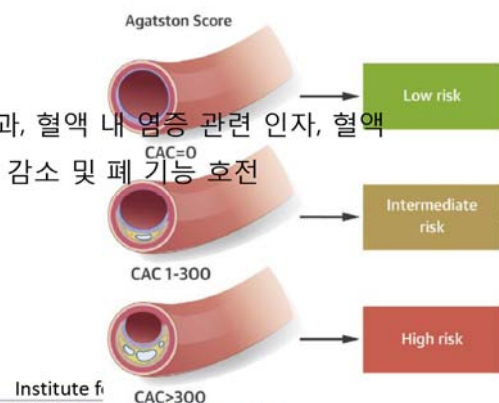 Agatston Score
Low risk
과, 혈액 내 염증 관련 인자, 혈액
CAC=0
감소 및 폐 기능 호전
Intermediate
risk
CAC 1-300
High risk
Institute f
CAC>300